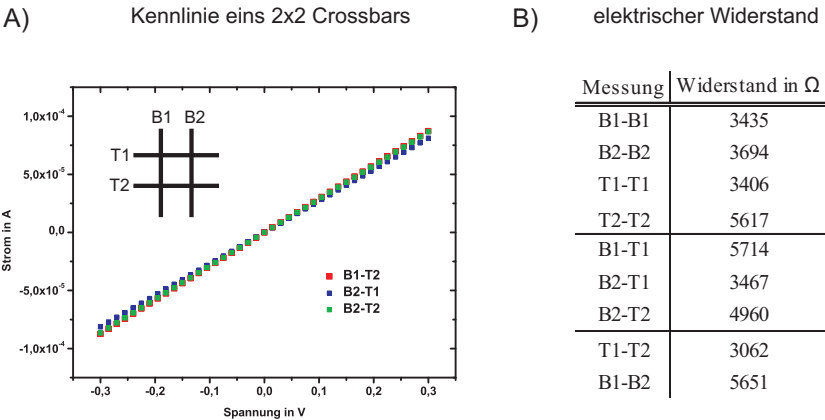 A)
Kennlinie eins 2x2 Crossbars
1,0x10⁻⁴
5,0x10⁻⁵
0,0
-5,0x10⁻⁵
-1,0x10⁻⁴
Strom in A
B1 B2
T1
T2
B1-T2
B2-T1
B2-T2
-0,3 -0,2 -0,1 0,0 0,1 0,2 0,3
Spannung in V
B)
elektrischer Widerstand
Messung Widerstand in Ω
B1-B1 3435
B2-B2 3694
T1-T1 3406
T2-T2 5617
B1-T1 5714
B2-T1 3467
B2-T2 4960
T1-T2 3062
B1-B2 5651